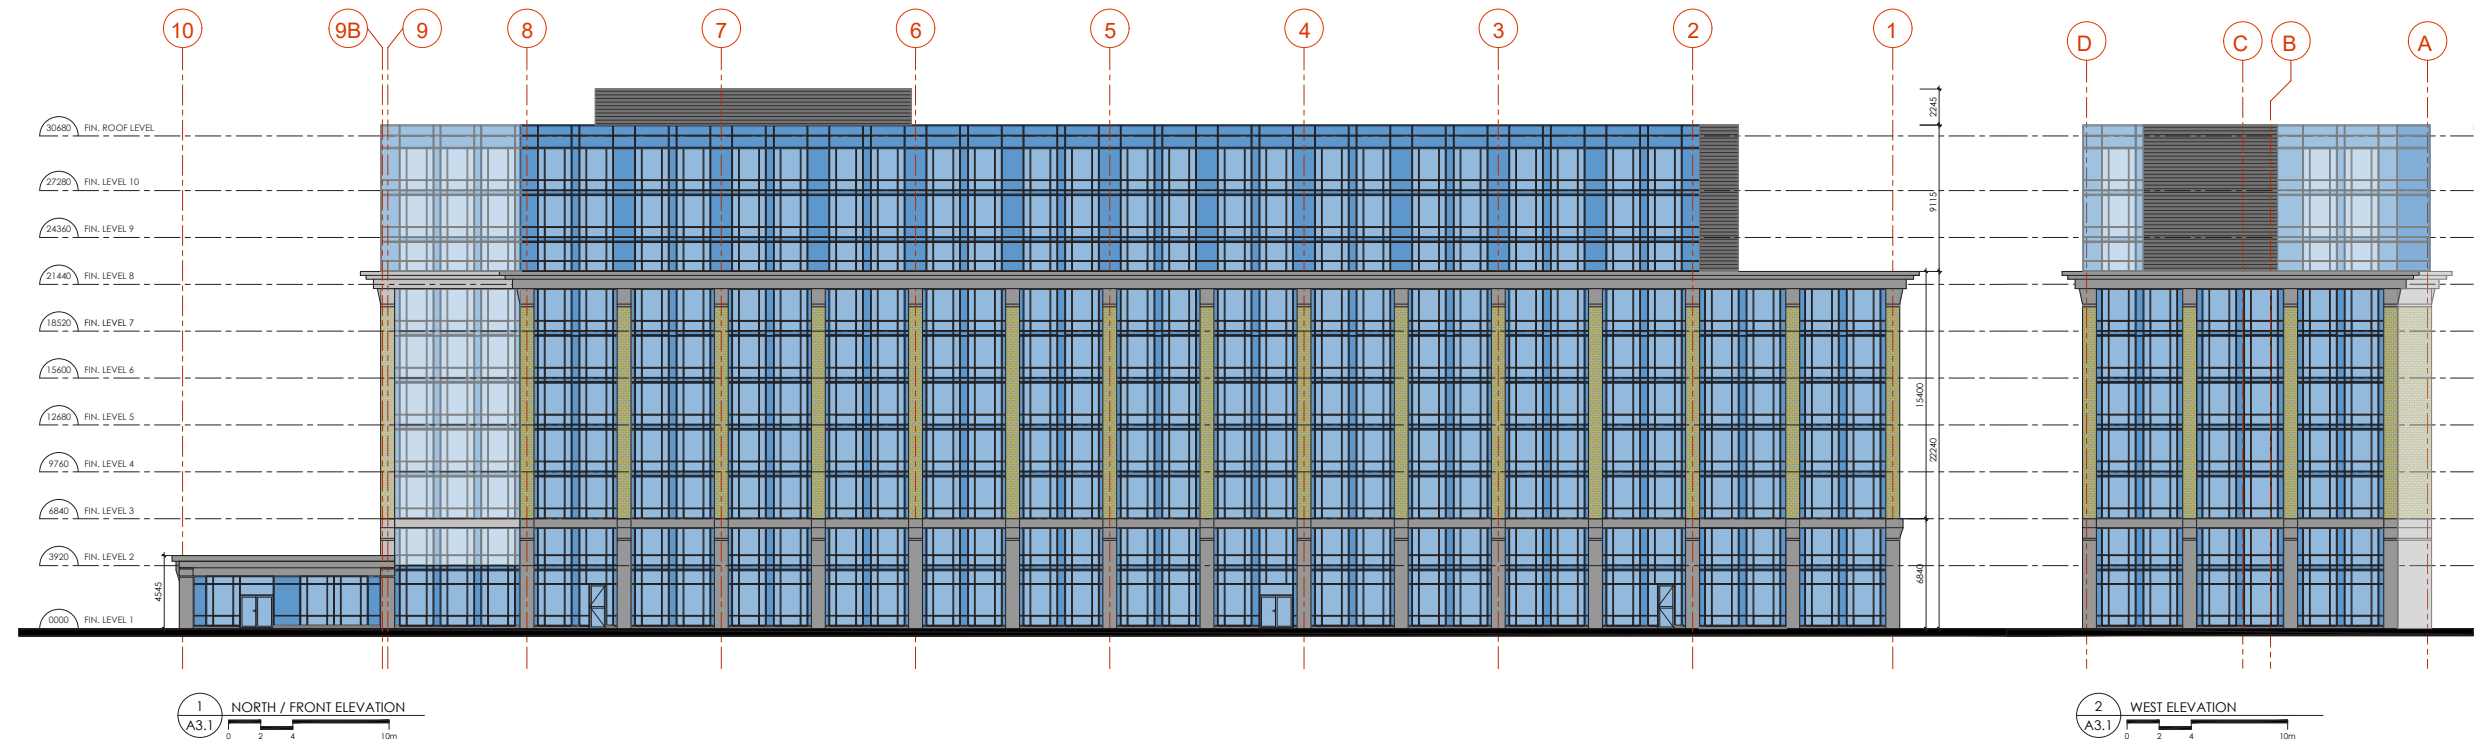 10 9B 9 8 7 6 5 4 3 2 1 D C B A
2245
30680 FIN. ROOF LEVEL
27280 FIN. LEVEL 10
9115
24360 FIN. LEVEL 9
21440 FIN. LEVEL 8
18520 FIN. LEVEL 7
15600 FIN. LEVEL 6
15400
12680 FIN. LEVEL 5
22240
9760 FIN. LEVEL 4
6840 FIN. LEVEL 3
3920 FIN. LEVEL 2
6840
4545
0000 FIN. LEVEL 1
1 NORTH / FRONT ELEVATION
A3.1
0 2 4 10m
2 WEST ELEVATION
A3.1
0 2 4 10m